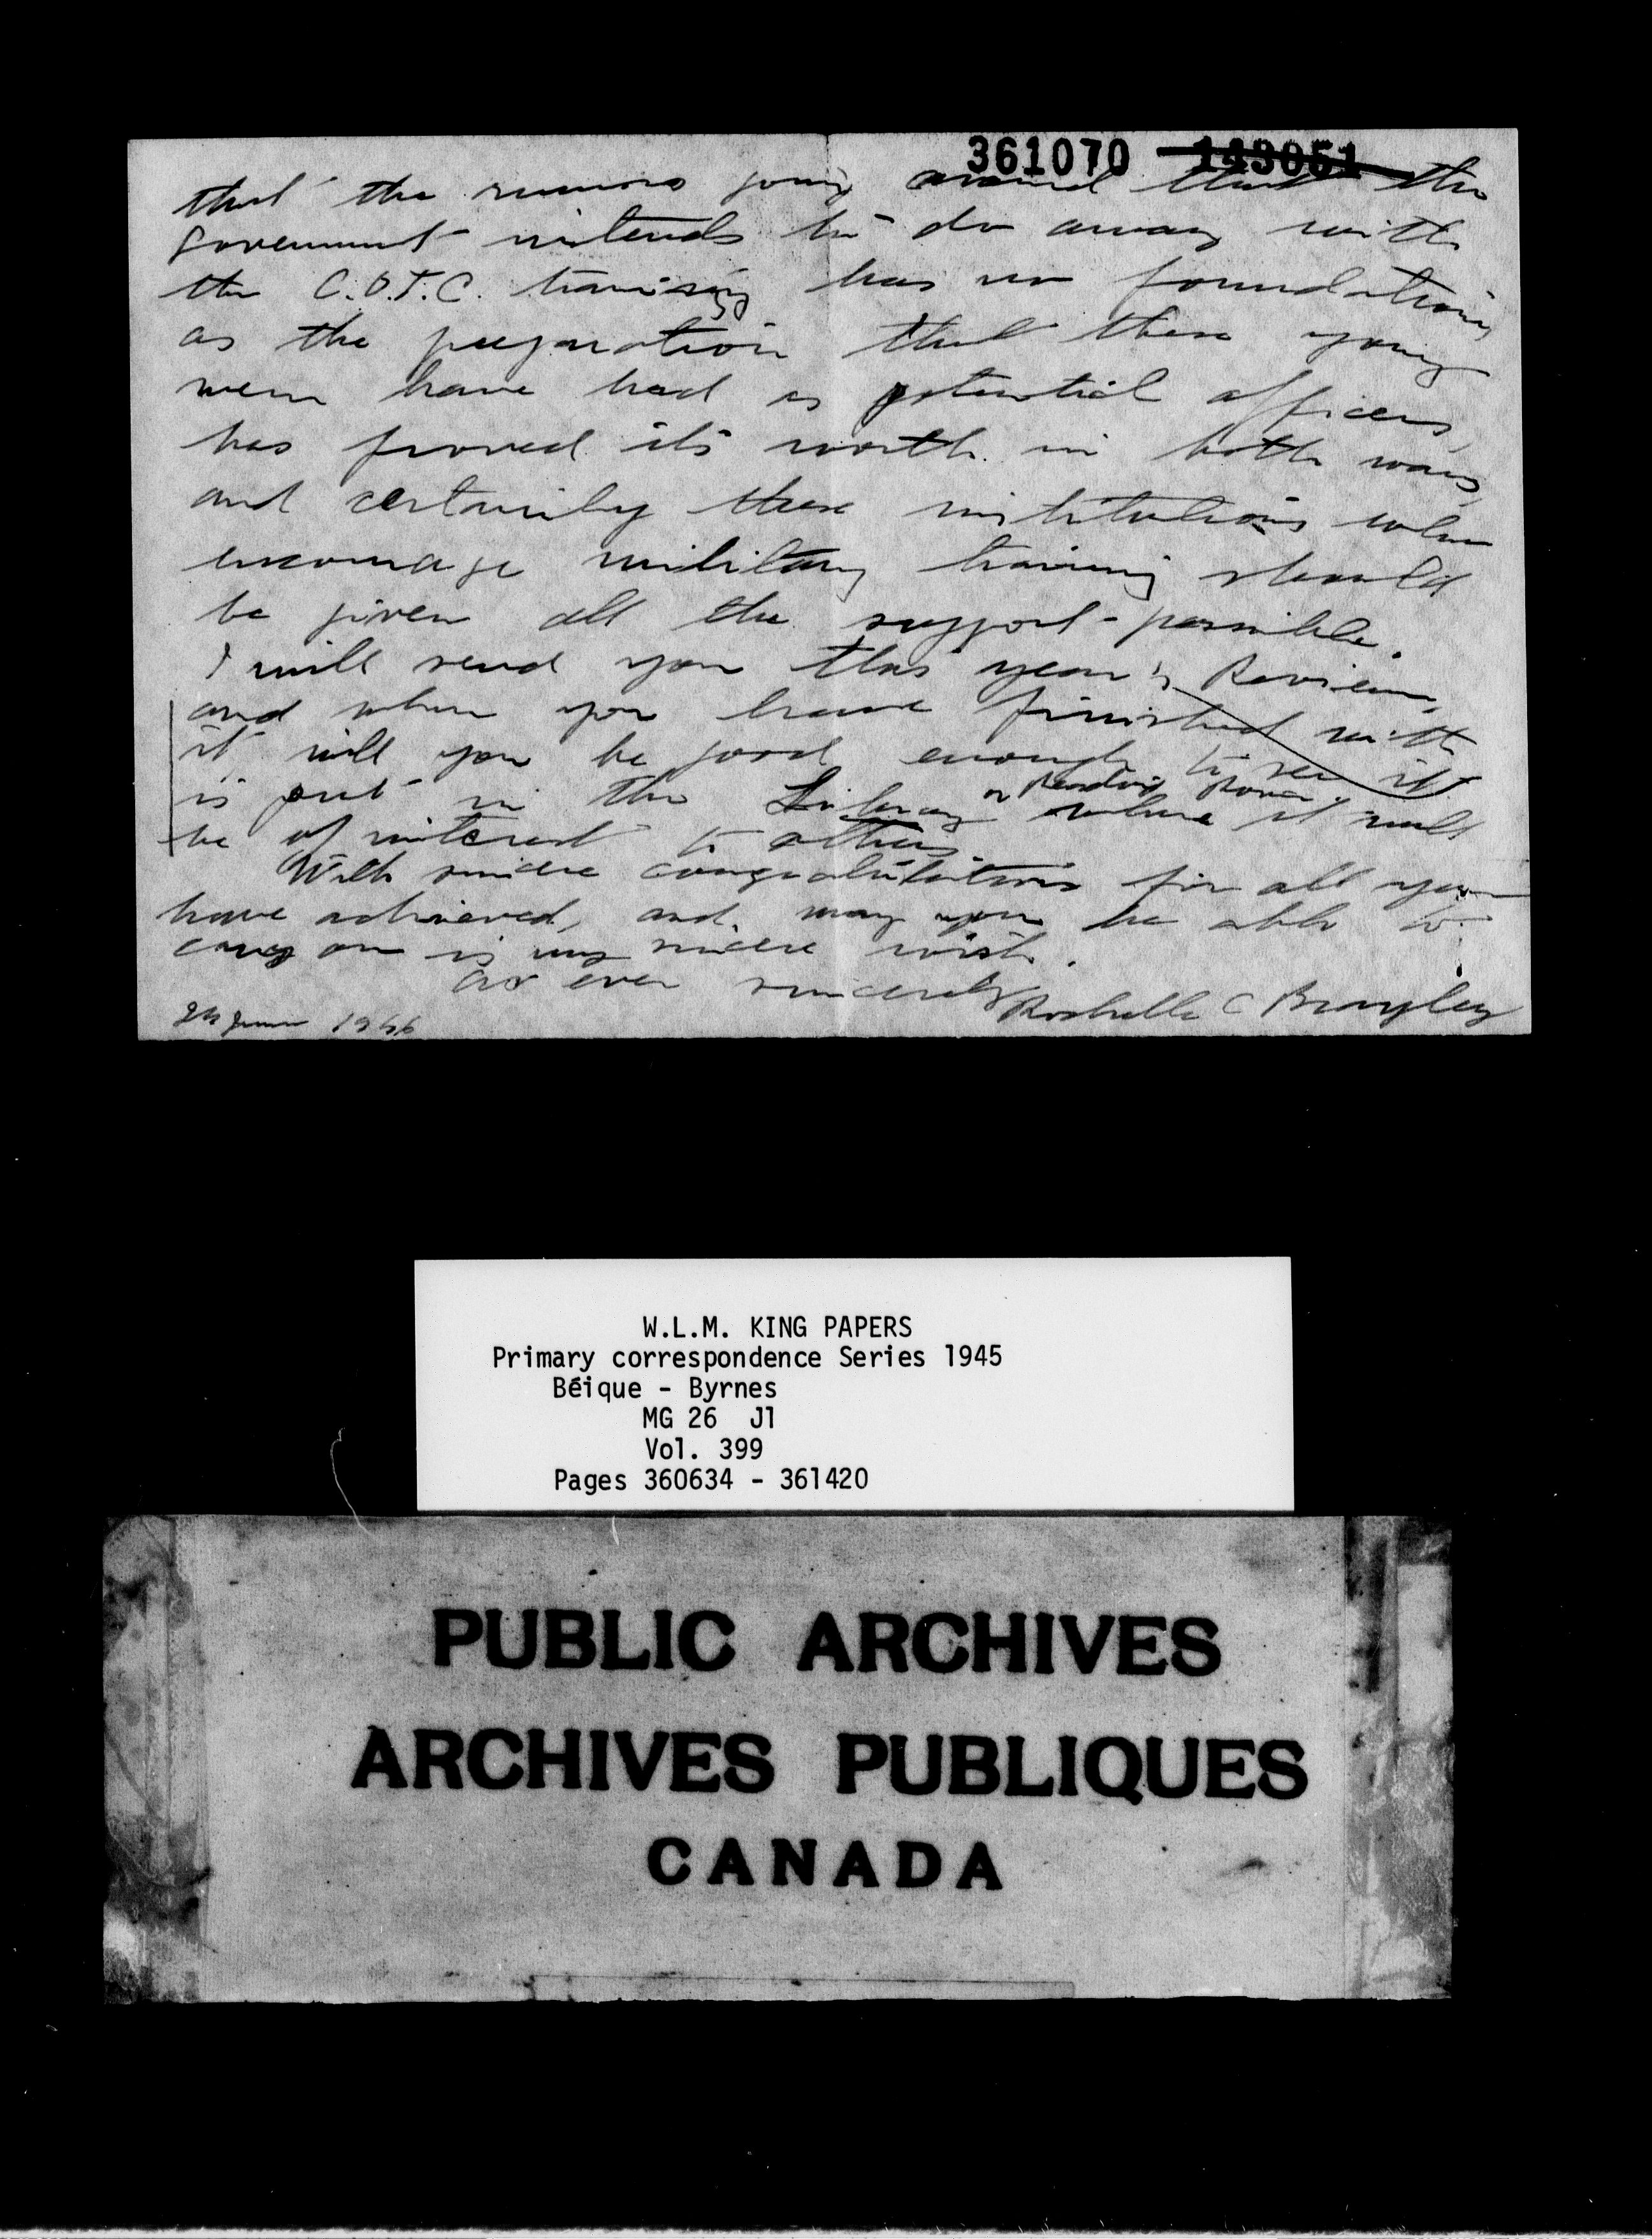 361070 143051
that the rumors going around that the
government intends to do away with
the C.O.T.C. training has no foundation,
as the preparation that these young
men have had as potential officers,
has proved its worth in both wars,
and certainly these institutions when
encourage military training should
be given all the support possible.
I will send you this year's Review,
and when you have finished with
it will you be good enough to see it
is put in the Library or Reading Room where it will
be of interest to others
With sincere congratulations for all you
have achieved, and may you be able to
carry on is my sincere wish.
as ever sincerely
C Brayley
24 June
W.L.M. KING PAPERS
Primary correspondence Series 1945
Béique - Byrnes
MG 26 J1
Vol. 399
Pages 360634 - 361420
PUBLIC ARCHIVES
ARCHIVES PUBLIQUES
CANADA